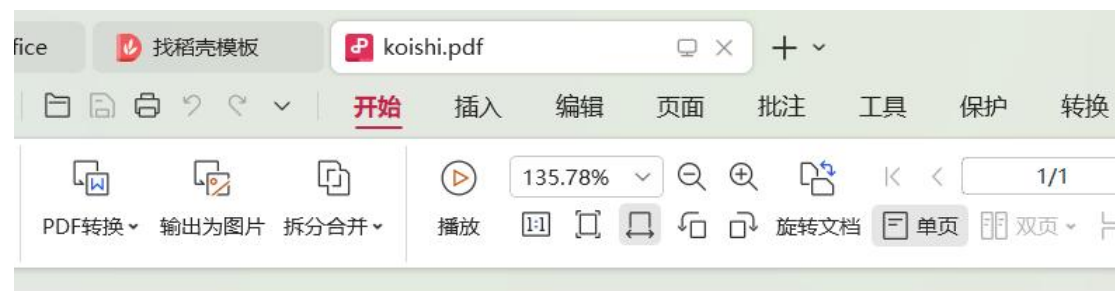 fice 找稻壳模板 koishi.pdf
开始 插入 编辑 页面 批注 工具 保护 转换
135.78% 1/1
PDF转换 输出为图片 拆分合并 播放 1:1 旋转文档 单页 双页